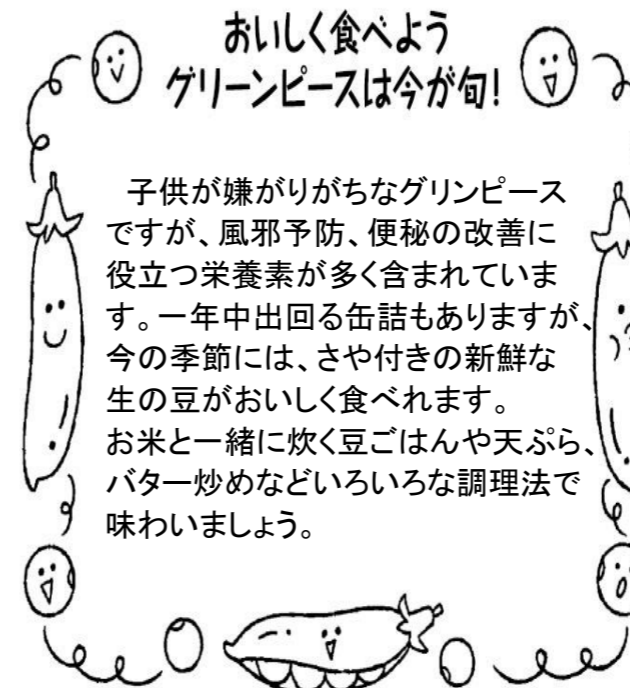 おいしく食べよう
グリーンピースは今が旬!
子供が嫌がりがちなグリンピース
ですが、風邪予防、便秘の改善に
役立つ栄養素が多く含まれていま
す。一年中出回る缶詰もありますが、
今の季節には、さや付きの新鮮な
生の豆がおいしく食べれます。
お米と一緒に炊く豆ごはんや天ぷら、
バター炒めなどいろいろな調理法で
味わいましょう。